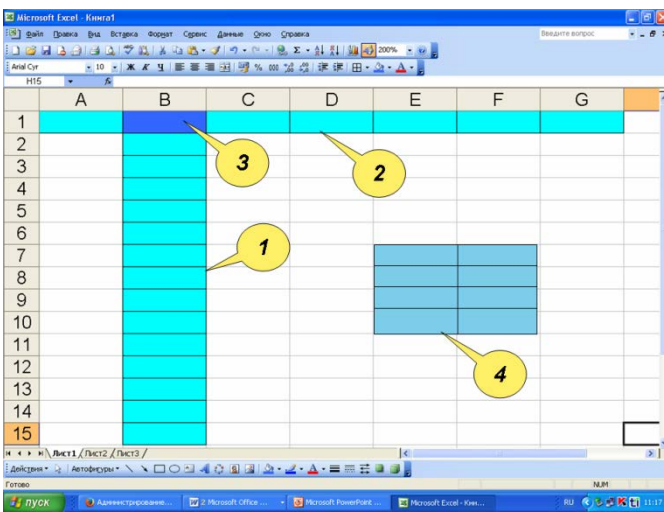 Microsoft Excel - Книга1
Файл Правка Вид Вставка Формат Сервис Данные Окно Справка
Введите вопрос
200%
Arial Cyr 10 Ж К Ч % 000
H15 fx
A B C D E F G
1
2
3
4
5
6
7
8
9
10
11
12
13
14
15
3
2
1
4
Лист1 Лист2 Лист3
Действия Автофигуры
Готово
NUM
пуск Администрирование... 2 Microsoft Office ... Microsoft PowerPoint ... Microsoft Excel - Кни... RU 11:17